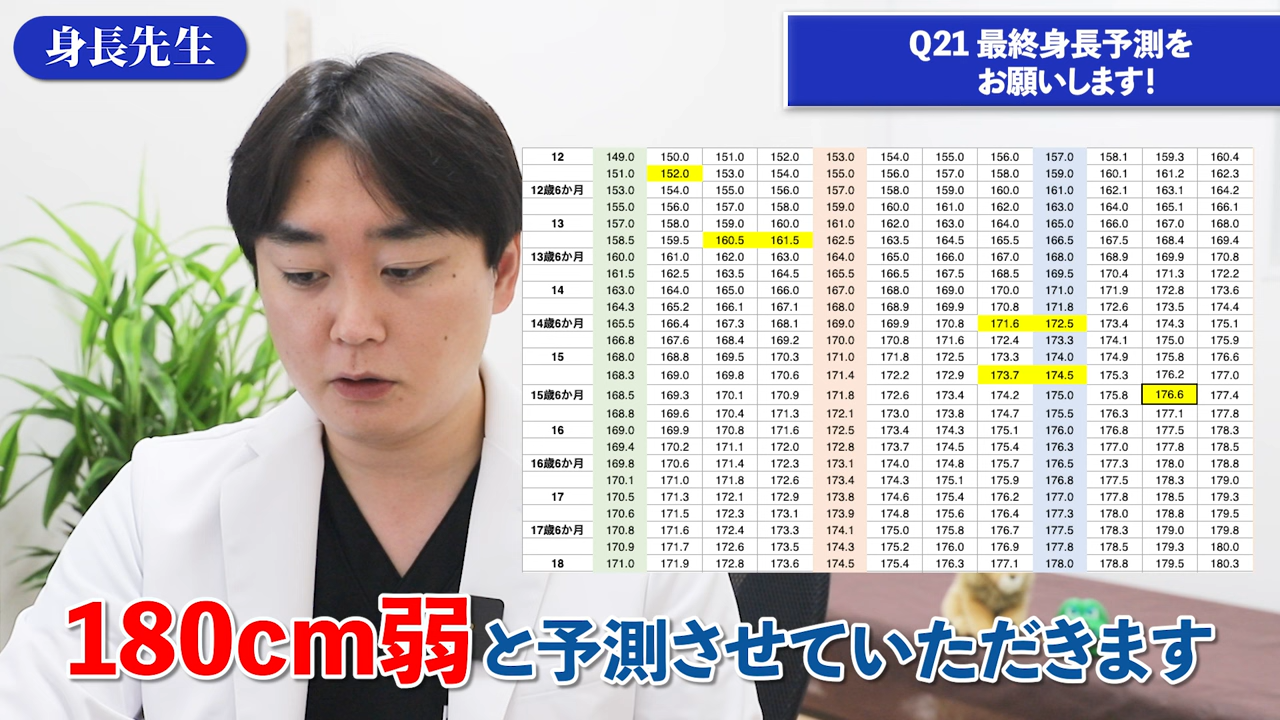 身長先生
Q21 最終身長予測を
お願いします!
12 149.0 150.0 151.0 152.0 153.0 154.0 155.0 156.0 157.0 158.1 159.3 160.4
151.0 152.0 153.0 154.0 155.0 156.0 157.0 158.0 159.0 160.1 161.2 162.3
12歳6か月 153.0 154.0 155.0 156.0 157.0 158.0 159.0 160.0 161.0 162.1 163.1 164.2
155.0 156.0 157.0 158.0 159.0 160.0 161.0 162.0 163.0 164.0 165.1 166.1
13 157.0 158.0 159.0 160.0 161.0 162.0 163.0 164.0 165.0 166.0 167.0 168.0
158.5 159.5 160.5 161.5 162.5 163.5 164.5 165.5 166.5 167.5 168.4 169.4
13歳6か月 160.0 161.0 162.0 163.0 164.0 165.0 166.0 167.0 168.0 168.9 169.9 170.8
161.5 162.5 163.5 164.5 165.5 166.5 167.5 168.5 169.5 170.4 171.3 172.2
14 163.0 164.0 165.0 166.0 167.0 168.0 169.0 170.0 171.0 171.9 172.8 173.6
164.3 165.2 166.1 167.1 168.0 168.9 169.9 170.8 171.8 172.6 173.5 174.4
14歳6か月 165.5 166.4 167.3 168.1 169.0 169.9 170.8 171.6 172.5 173.4 174.3 175.1
166.8 167.6 168.4 169.2 170.0 170.8 171.6 172.4 173.3 174.1 175.0 175.9
15 168.0 168.8 169.5 170.3 171.0 171.8 172.5 173.3 174.0 174.9 175.8 176.6
168.3 169.0 169.8 170.6 171.4 172.2 172.9 173.7 174.5 175.3 176.2 177.0
15歳6か月 168.5 169.3 170.1 170.9 171.8 172.6 173.4 174.2 175.0 175.8 176.6 177.4
168.8 169.6 170.4 171.3 172.1 173.0 173.8 174.7 175.5 176.3 177.1 177.8
16 169.0 169.9 170.8 171.6 172.5 173.4 174.3 175.1 176.0 176.8 177.5 178.3
169.4 170.2 171.1 172.0 172.8 173.7 174.5 175.4 176.3 177.0 177.8 178.5
16歳6か月 169.8 170.6 171.4 172.3 173.1 174.0 174.8 175.7 176.5 177.3 178.0 178.8
170.1 171.0 171.8 172.6 173.4 174.3 175.1 175.9 176.8 177.5 178.3 179.0
17 170.5 171.3 172.1 172.9 173.8 174.6 175.4 176.2 177.0 177.8 178.5 179.3
170.6 171.5 172.3 173.1 173.9 174.8 175.6 176.4 177.3 178.0 178.8 179.5
17歳6か月 170.8 171.6 172.4 173.3 174.1 175.0 175.8 176.7 177.5 178.3 179.0 179.8
170.9 171.7 172.6 173.5 174.3 175.2 176.0 176.9 177.8 178.5 179.3 180.0
18 171.0 171.9 172.8 173.6 174.5 175.4 176.3 177.1 178.0 178.8 179.5 180.3
180cm弱と予測させていただきます